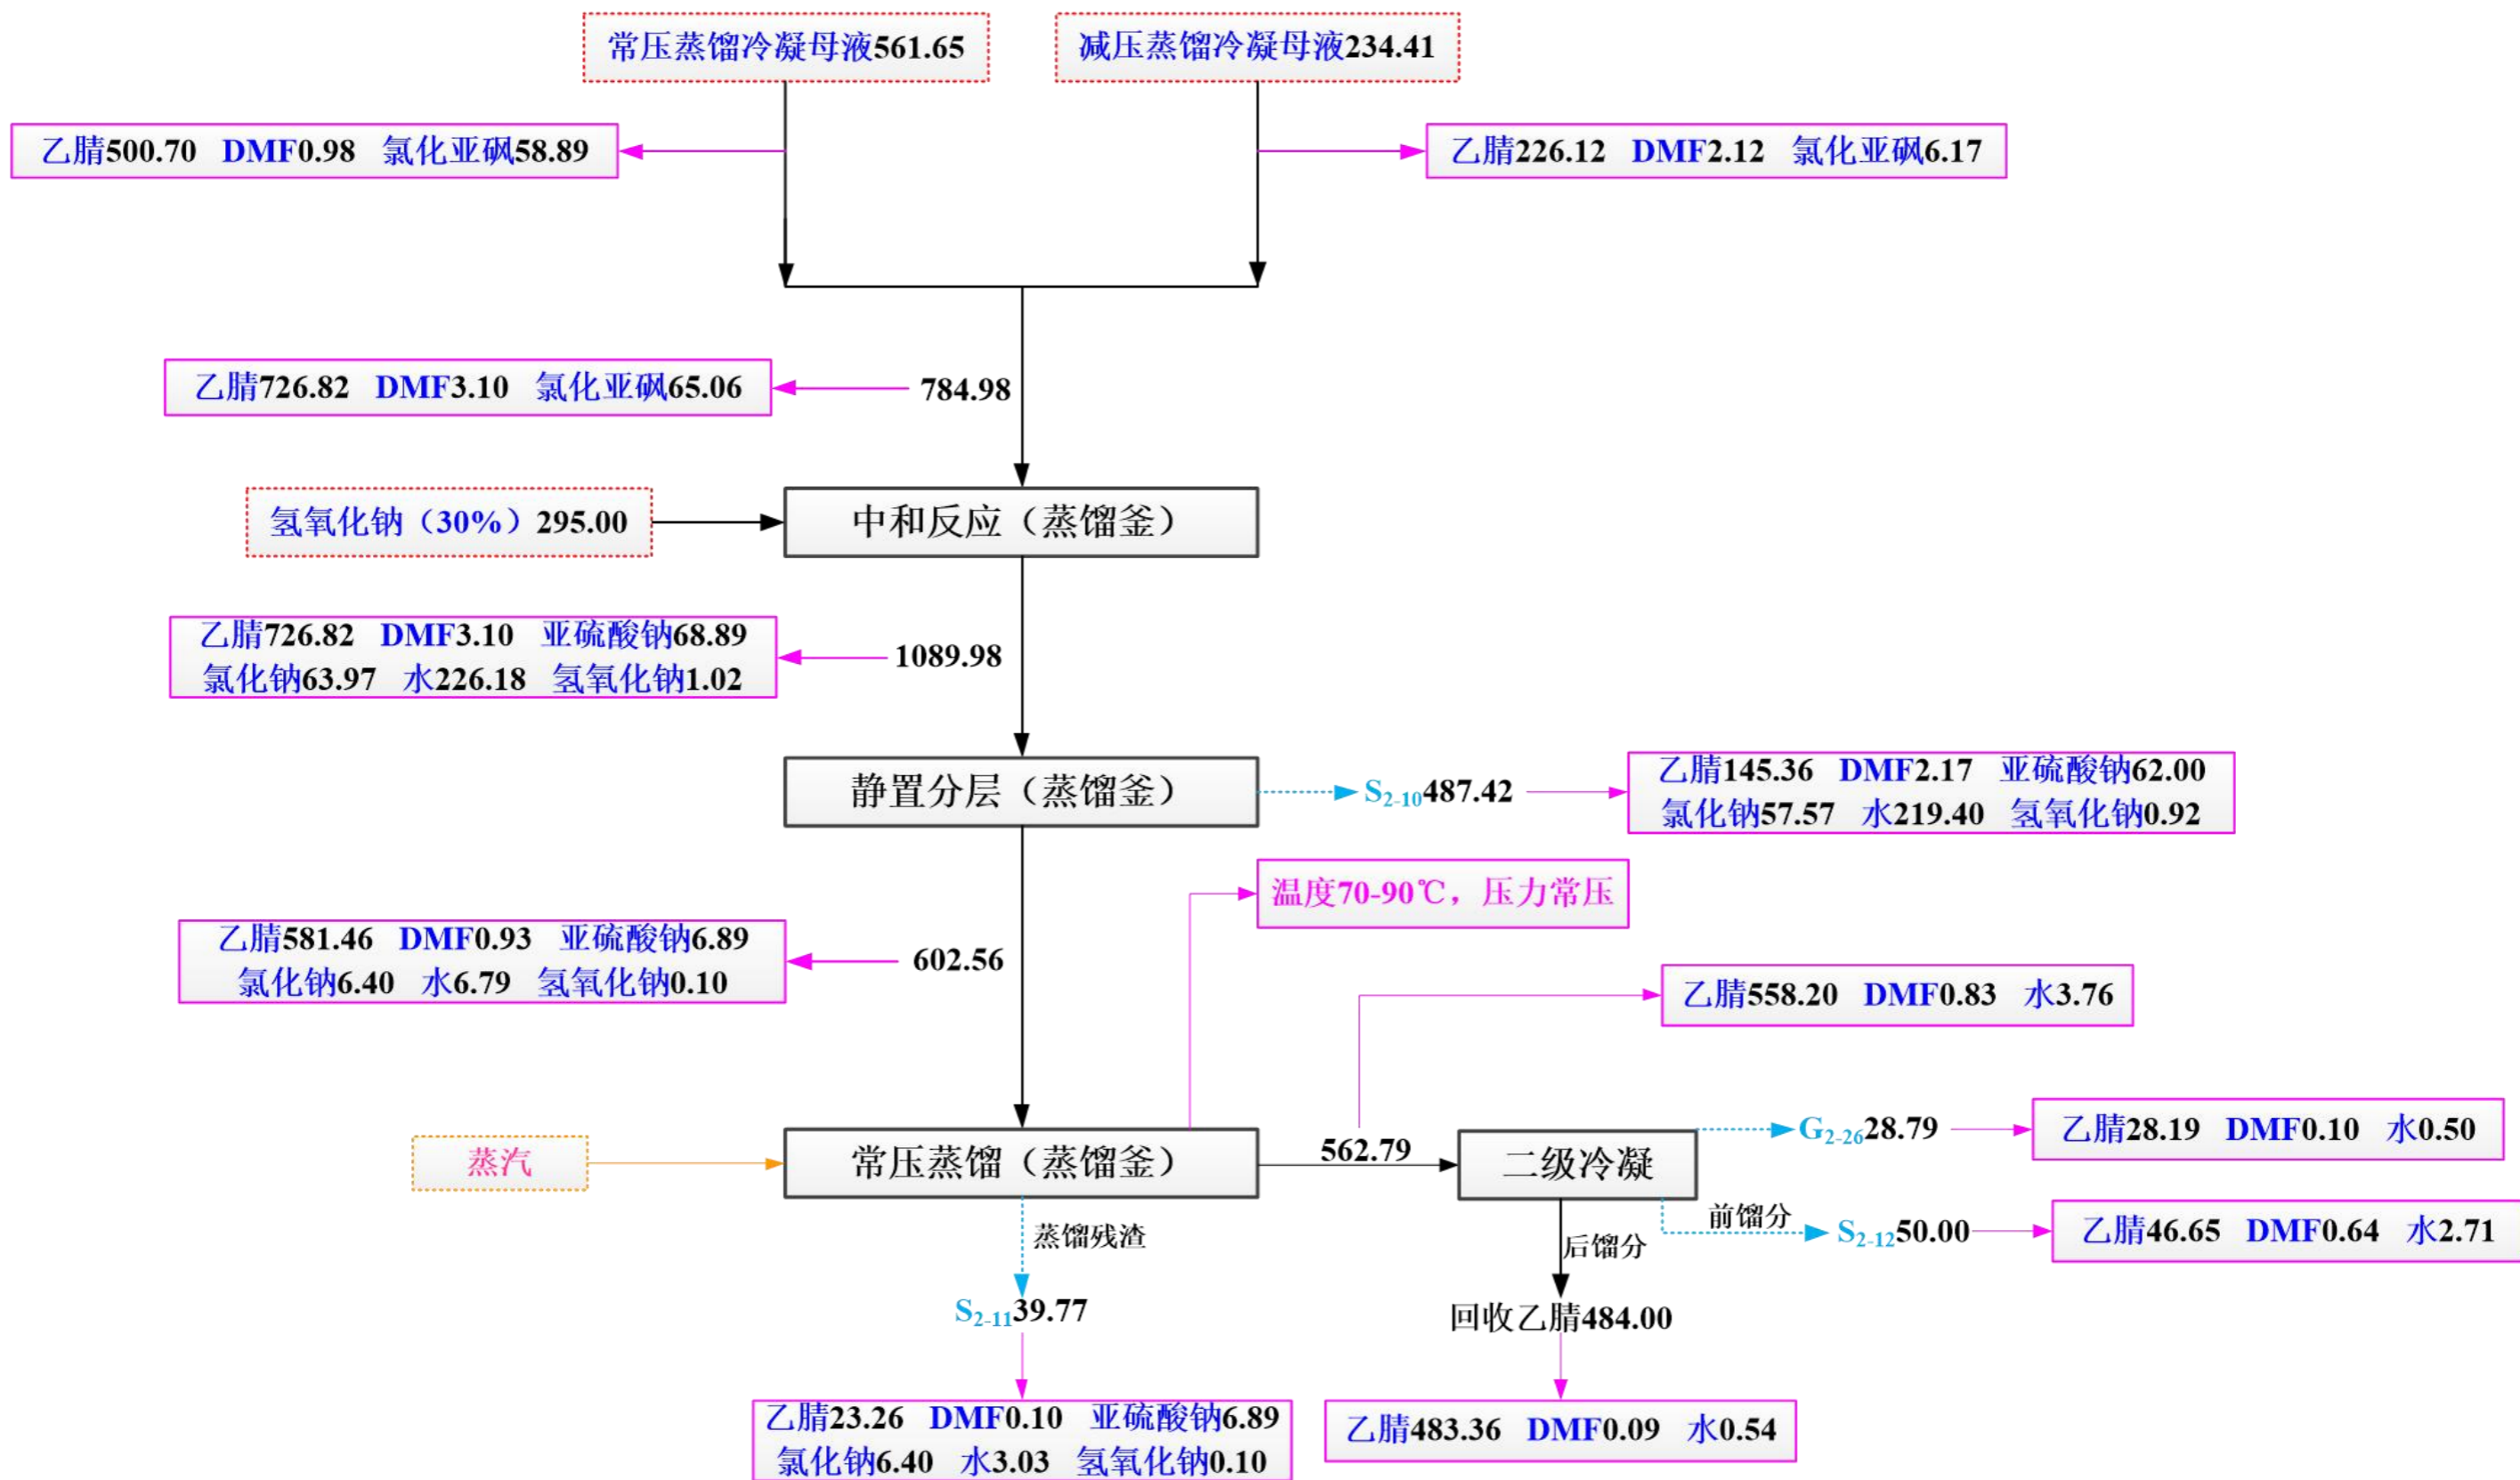 常压蒸馏冷凝母液561.65
减压蒸馏冷凝母液234.41
乙腈500.70 DMF0.98 氯化亚砜58.89
乙腈226.12 DMF2.12 氯化亚砜6.17
乙腈726.82 DMF3.10 氯化亚砜65.06
784.98
氢氧化钠（30%）295.00
中和反应（蒸馏釜）
乙腈726.82 DMF3.10 亚硫酸钠68.89
氯化钠63.97 水226.18 氢氧化钠1.02
1089.98
静置分层（蒸馏釜）
S2-10487.42
乙腈145.36 DMF2.17 亚硫酸钠62.00
氯化钠57.57 水219.40 氢氧化钠0.92
温度70-90℃，压力常压
乙腈581.46 DMF0.93 亚硫酸钠6.89
氯化钠6.40 水6.79 氢氧化钠0.10
602.56
乙腈558.20 DMF0.83 水3.76
蒸汽
常压蒸馏（蒸馏釜）
562.79
二级冷凝
G2-2628.79
乙腈28.19 DMF0.10 水0.50
前馏分
S2-1250.00
乙腈46.65 DMF0.64 水2.71
蒸馏残渣
后馏分
S2-1139.77
回收乙腈484.00
乙腈23.26 DMF0.10 亚硫酸钠6.89
氯化钠6.40 水3.03 氢氧化钠0.10
乙腈483.36 DMF0.09 水0.54